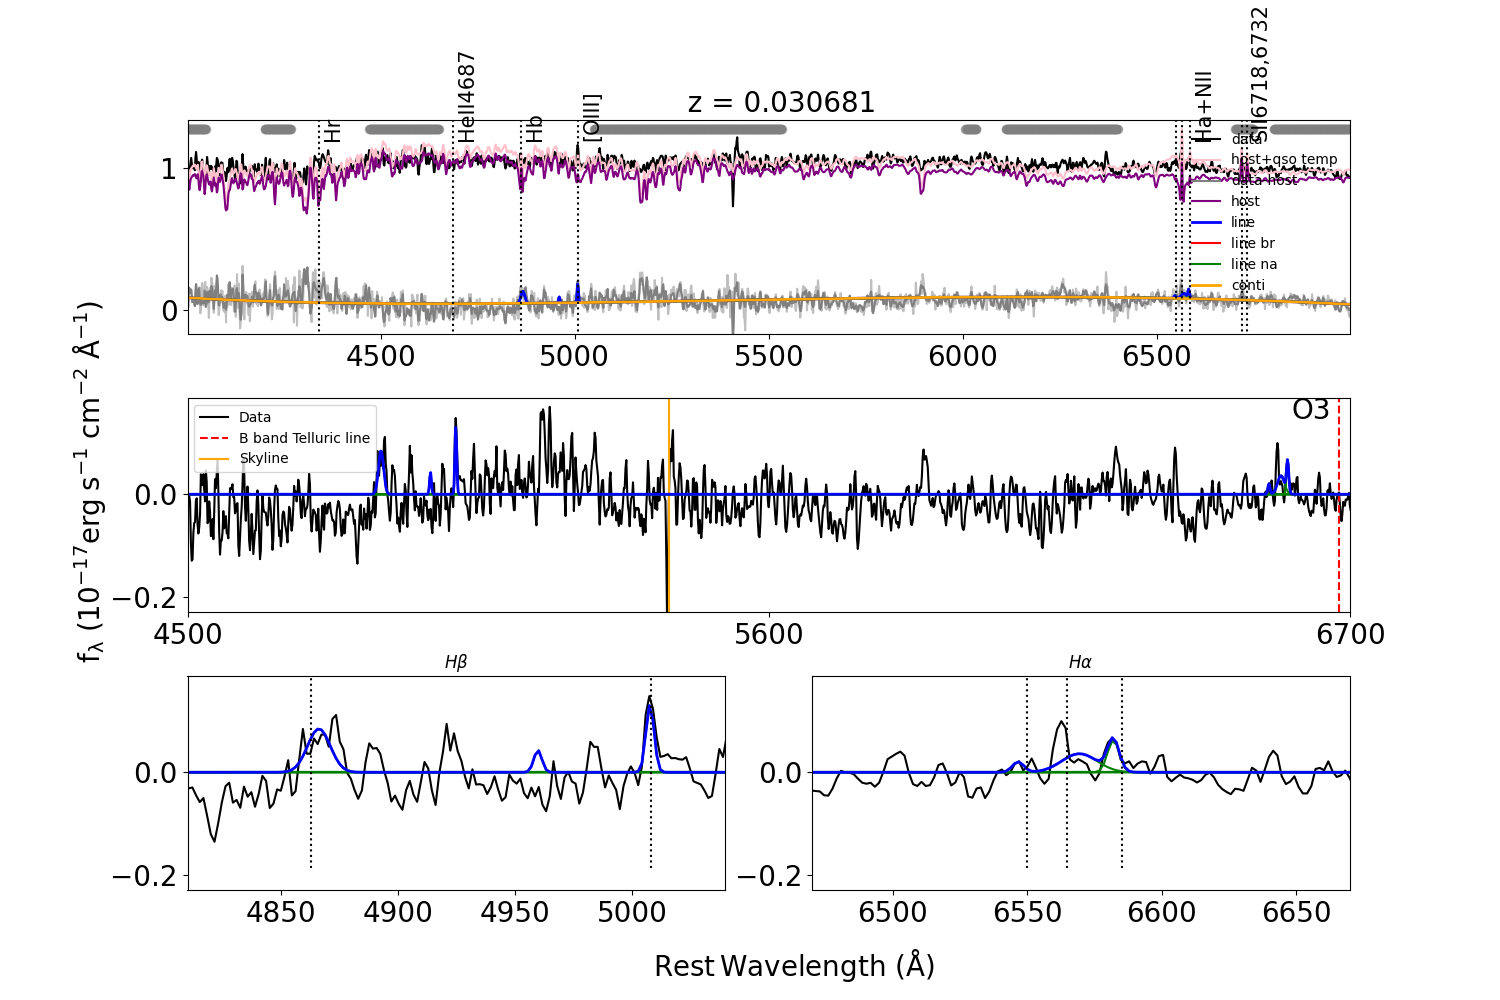 z = 0.030681
Hr
HeII4687
Hb
[OIII]
Ha+NII
SII6718,6732
data
host+qso temp
data-host
host
line
line br
line na
conti
1
0
4500 5000 5500 6000 6500
f_λ (10⁻¹⁷erg s⁻¹ cm⁻² Å⁻¹)
Data
B band Telluric line
Skyline
O3
0.0
−0.2
4500 5600 6700
Hβ
0.0
−0.2
4850 4900 4950 5000
Hα
0.0
−0.2
6500 6550 6600 6650
Rest Wavelength (Å)